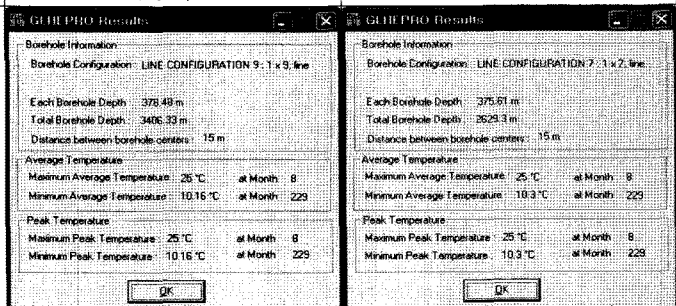 GLHEPRO Results
Borehole Information
Borehole Configuration : LINE CONFIGURATION 9 : 1 x 9, line
Each Borehole Depth : 378.48 m
Total Borehole Depth : 3406.33 m
Distance between borehole centers : 15 m
Average Temperature
Maximum Average Temperature : 25 °C at Month 8
Minimum Average Temperature : 10.16 °C at Month 229
Peak Temperature
Maximum Peak Temperature : 25 °C at Month 8
Minimum Peak Temperature : 10.16 °C at Month 229
OK
GLHEPRO Results
Borehole Information
Borehole Configuration : LINE CONFIGURATION 7 : 1 x 7, line
Each Borehole Depth : 375.61 m
Total Borehole Depth : 2629.3 m
Distance between borehole centers : 15 m
Average Temperature
Maximum Average Temperature : 25 °C at Month 8
Minimum Average Temperature : 10.3 °C at Month 229
Peak Temperature
Maximum Peak Temperature : 25 °C at Month 8
Minimum Peak Temperature : 10.3 °C at Month 229
OK